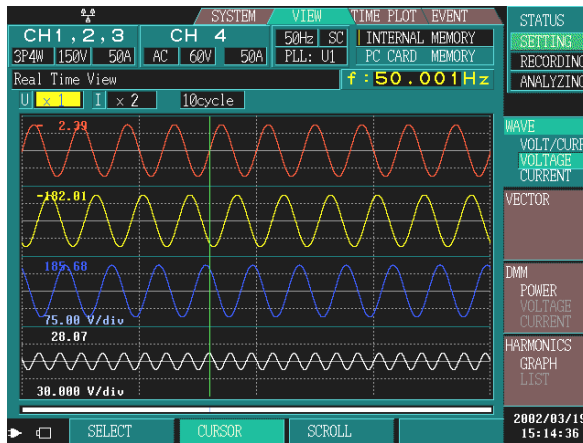 SYSTEM VIEW TIME PLOT EVENT
STATUS
CH1,2,3 CH 4 50Hz SC INTERNAL MEMORY
SETTING
3P4W 150V 50A AC 60V 50A PLL: U1 PC CARD MEMORY
RECORDING
Real Time View f:50.001Hz
ANALYZING
U x 1 I x 2 10cycle
2.39
WAVE
VOLT/CURR
VOLTAGE
CURRENT
-182.01
VECTOR
185.68
75.00 V/div
DMM
POWER
VOLTAGE
CURRENT
28.07
30.000 V/div
HARMONICS
GRAPH
LIST
SELECT CURSOR SCROLL
2002/03/19
15:14:36